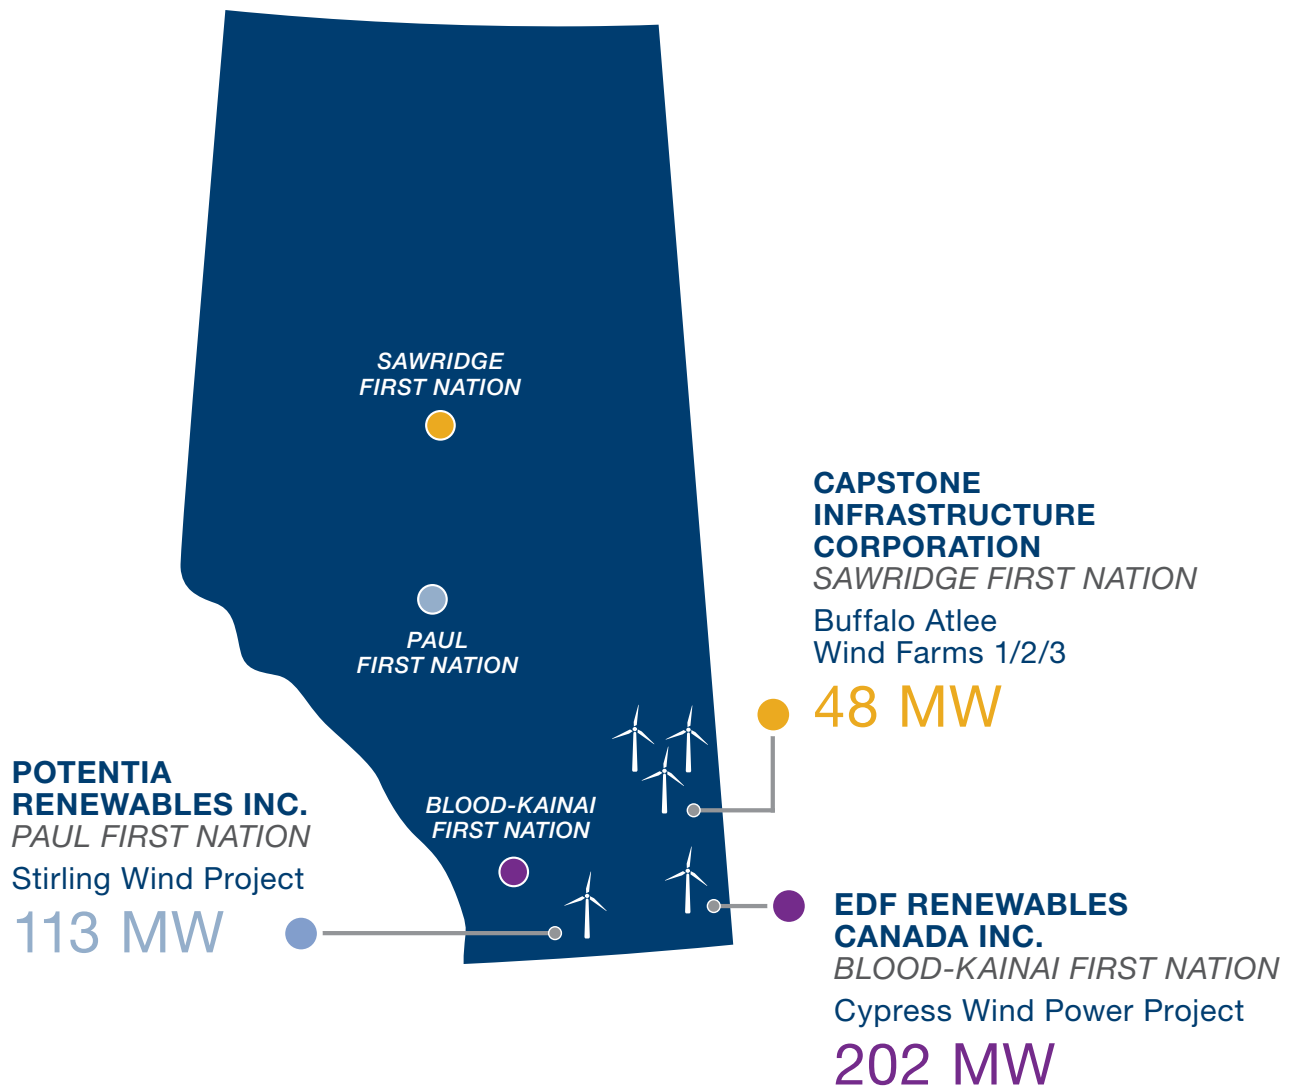 SAWRIDGE
FIRST NATION
PAUL
FIRST NATION
BLOOD-KAINAI
FIRST NATION
CAPSTONE
INFRASTRUCTURE
CORPORATION
SAWRIDGE FIRST NATION
Buffalo Atlee
Wind Farms 1/2/3
48 MW
POTENTIA
RENEWABLES INC.
PAUL FIRST NATION
Stirling Wind Project
113 MW
EDF RENEWABLES
CANADA INC.
BLOOD-KAINAI FIRST NATION
Cypress Wind Power Project
202 MW